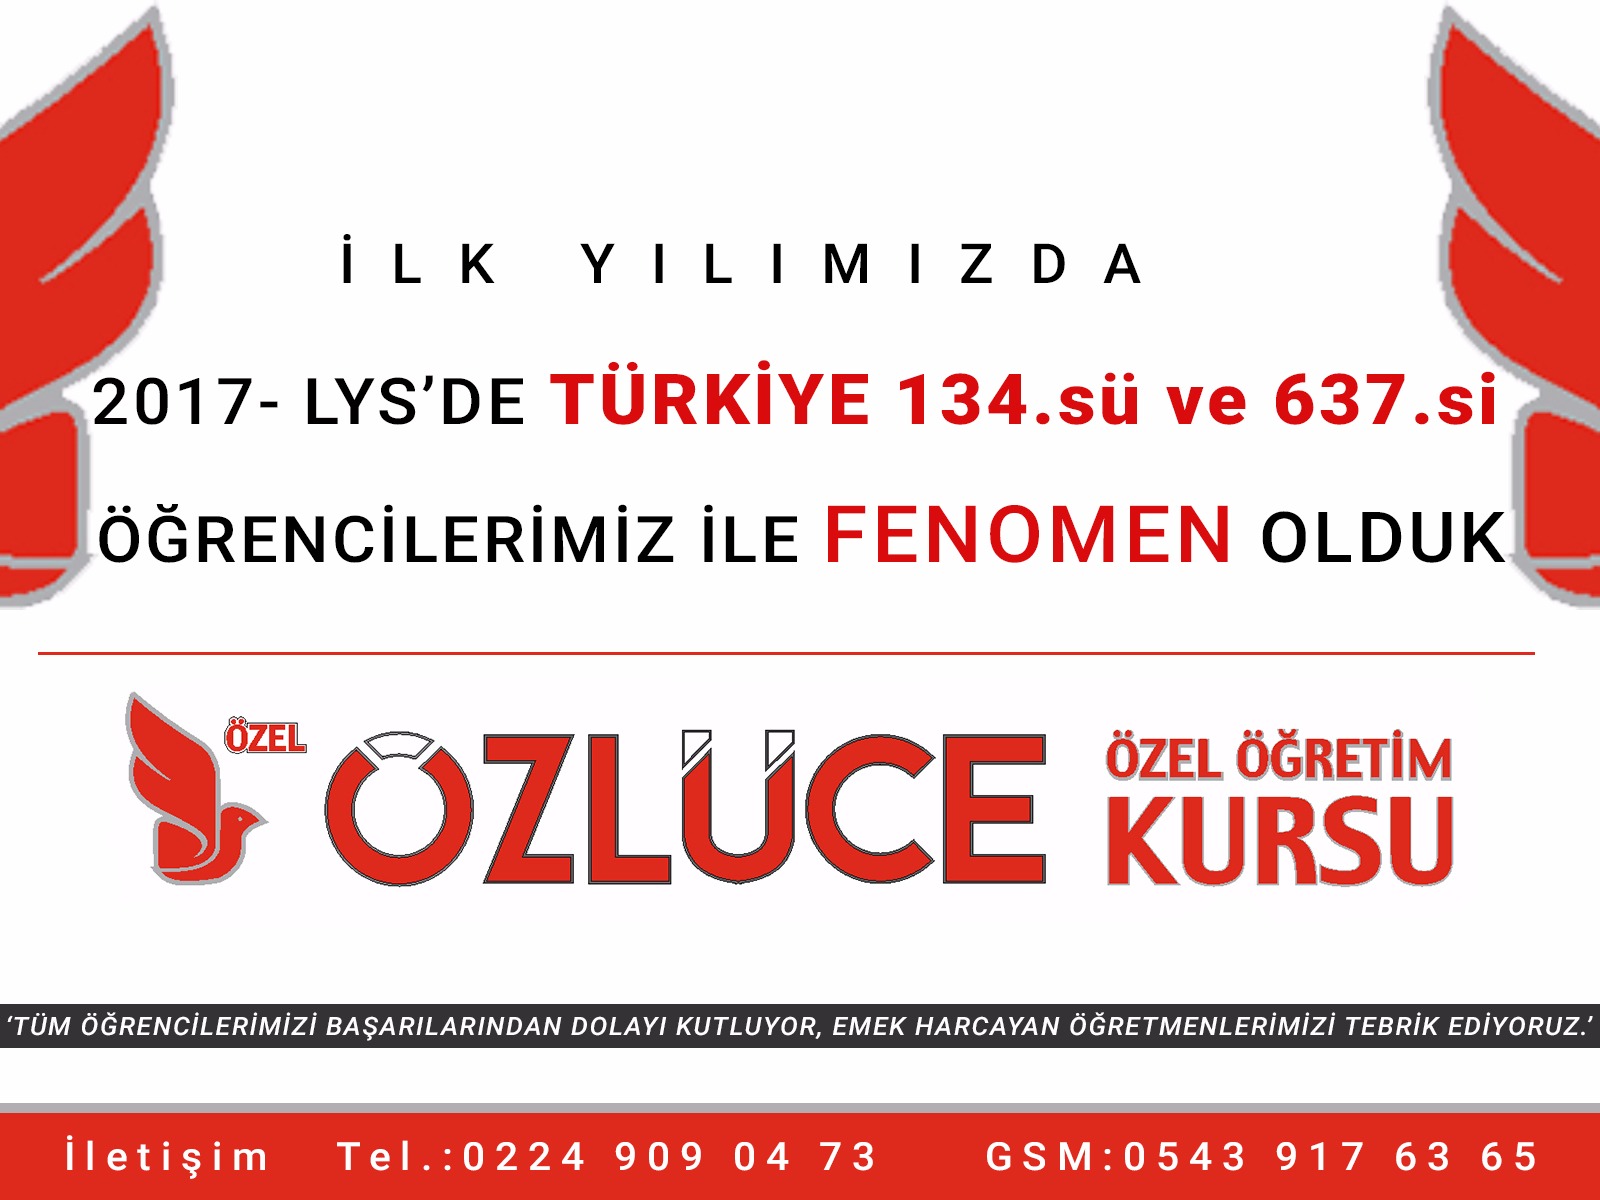 İLK YILIMIZDA
2017- LYS’DE TÜRKİYE 134.sü ve 637.si
ÖĞRENCİLERİMİZ İLE FENOMEN OLDUK
ÖZEL ÖZLÜCE ÖZEL ÖĞRETİM
KURSU
‘TÜM ÖĞRENCİLERİMİZİ BAŞARILARINDAN DOLAYI KUTLUYOR, EMEK HARCAYAN ÖĞRETMENLERİMİZİ TEBRİK EDİYORUZ.’
İletişim Tel.:0224 909 04 73 GSM:0543 917 63 65